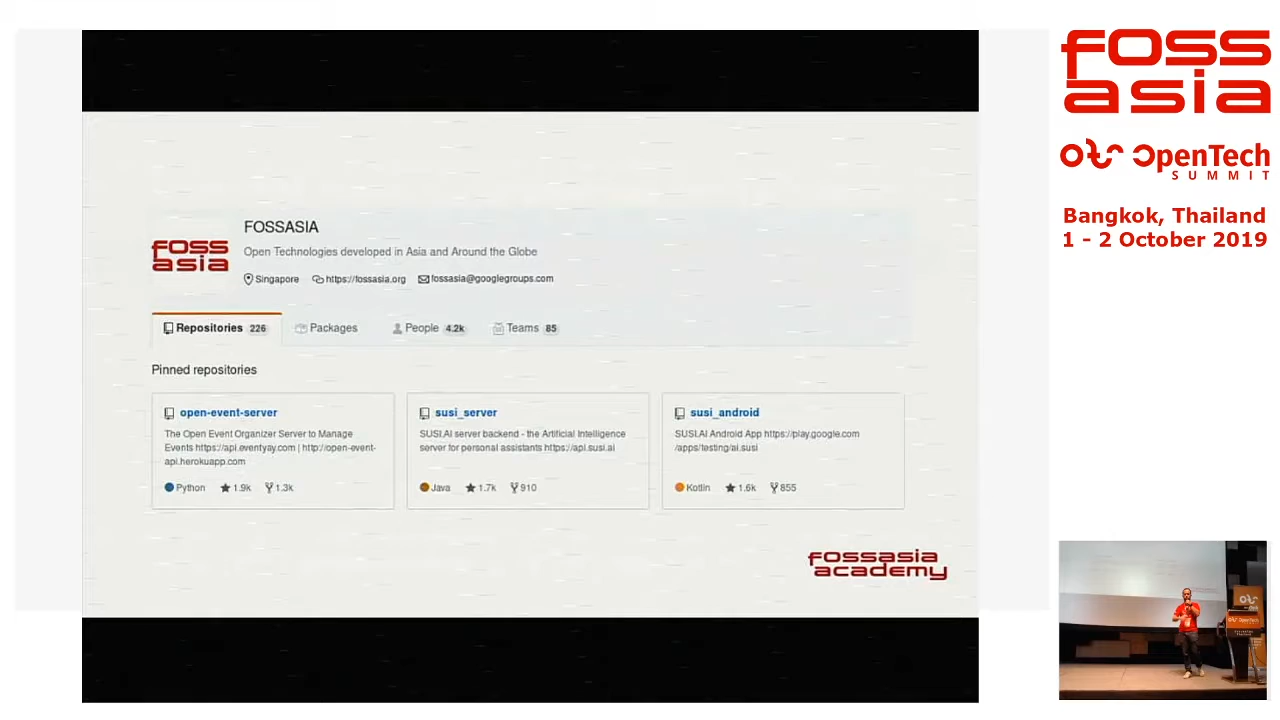 FOSSASIA
Open Technologies developed in Asia and Around the Globe
foss
asia
Singapore https://fossasia.org fossasia@googlegroups.com
Repositories 226 Packages People 4.2k Teams 85
Pinned repositories
open-event-server
The Open Event Organizer Server to Manage
Events https://api.eventyay.com | http://open-event-
api.herokuapp.com
Python 1.9k 1.3k
susi_server
SUSI.AI server backend - the Artificial Intelligence
server for personal assistants https://api.susi.ai
Java 1.7k 910
susi_android
SUSI.AI Android App https://play.google.com
/apps/testing/ai.susi
Kotlin 1.6k 855
fossasia
academy
foss
asia
OpenTech
SUMMIT
Bangkok, Thailand
1 - 2 October 2019
OpenTech